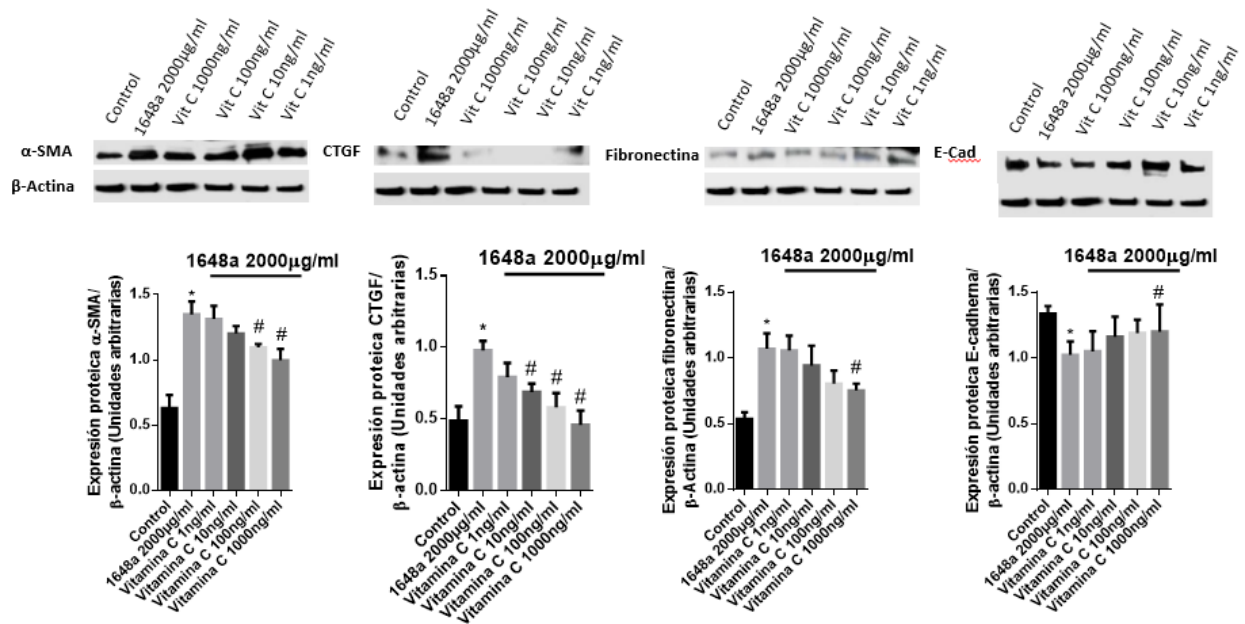 Control
1648a 2000µg/ml
Vit C 1000ng/ml
Vit C 100ng/ml
Vit C 10ng/ml
Vit C 1ng/ml
α-SMA
β-Actina
Control
1648a 2000µg/ml
Vit C 1000ng/ml
Vit C 100ng/ml
Vit C 10ng/ml
Vit C 1ng/ml
CTGF
Control
1648a 2000µg/ml
Vit C 1000ng/ml
Vit C 100ng/ml
Vit C 10ng/ml
Vit C 1ng/ml
Fibronectina
Control
1648a 2000µg/ml
Vit C 1000ng/ml
Vit C 100ng/ml
Vit C 10ng/ml
Vit C 1ng/ml
E-Cad
1648a 2000µg/ml
Expresión proteica α-SMA/
β-actina (Unidades arbitrarias)
1.5
1.0
0.5
0.0
*
#
#
Control
1648a 2000µg/ml
Vitamina C 1ng/ml
Vitamina C 10ng/ml
Vitamina C 100ng/ml
Vitamina C 1000ng/ml
1648a 2000µg/ml
Expresión proteica CTGF/
β-actina (Unidades arbitrarias)
1.5
1.0
0.5
0.0
*
#
#
#
Control
1648a 2000µg/ml
Vitamina C 1ng/ml
Vitamina C 10ng/ml
Vitamina C 100ng/ml
Vitamina C 1000ng/ml
1648a 2000µg/ml
Expresión proteica fibronectina/
β-Actina (Unidades arbitrarias)
1.5
1.0
0.5
0.0
*
#
Control
1648a 2000µg/ml
Vitamina C 1ng/ml
Vitamina C 10ng/ml
Vitamina C 100ng/ml
Vitamina C 1000ng/ml
1648a 2000µg/ml
Expresión proteica E-cadherna/
β-actina (Unidades arbitrarias)
1.5
1.0
0.5
0.0
*
#
Control
1648a 2000µg/ml
Vitamina C 1ng/ml
Vitamina C 10ng/ml
Vitamina C 100ng/ml
Vitamina C 1000ng/ml